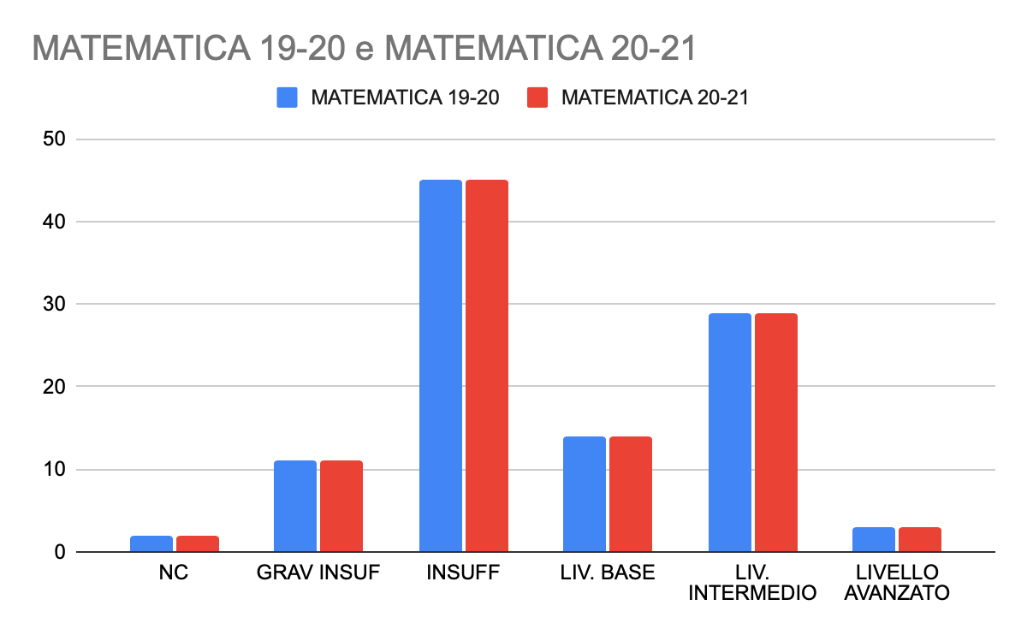 MATEMATICA 19-20 e MATEMATICA 20-21
MATEMATICA 19-20 MATEMATICA 20-21
50
40
30
20
10
0
NC GRAV INSUF INSUFF LIV. BASE LIV. LIVELLO
INTERMEDIO AVANZATO